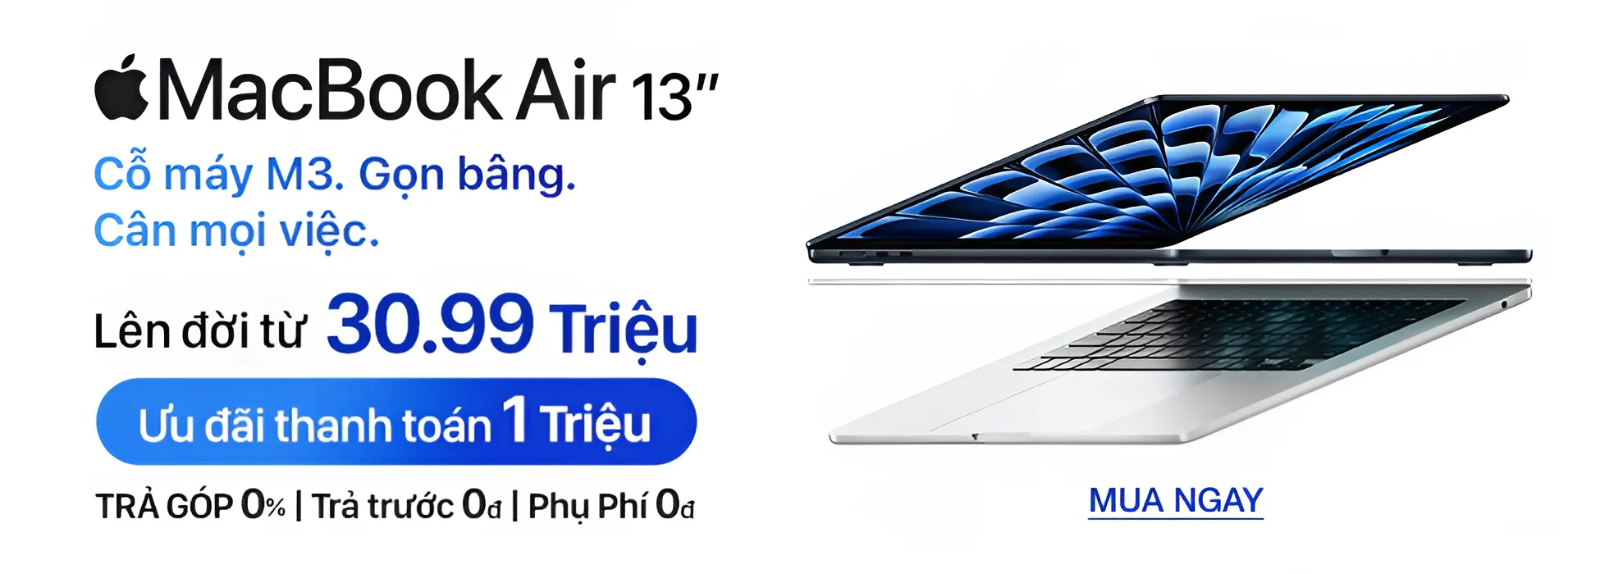 MacBook Air 13”
Cỗ máy M3. Gọn bâng.
Cân mọi việc.
Lên đời từ 30.99 Triệu
Ưu đãi thanh toán 1 Triệu
TRẢ GÓP 0% | Trả trước 0đ | Phụ Phí 0đ
MUA NGAY